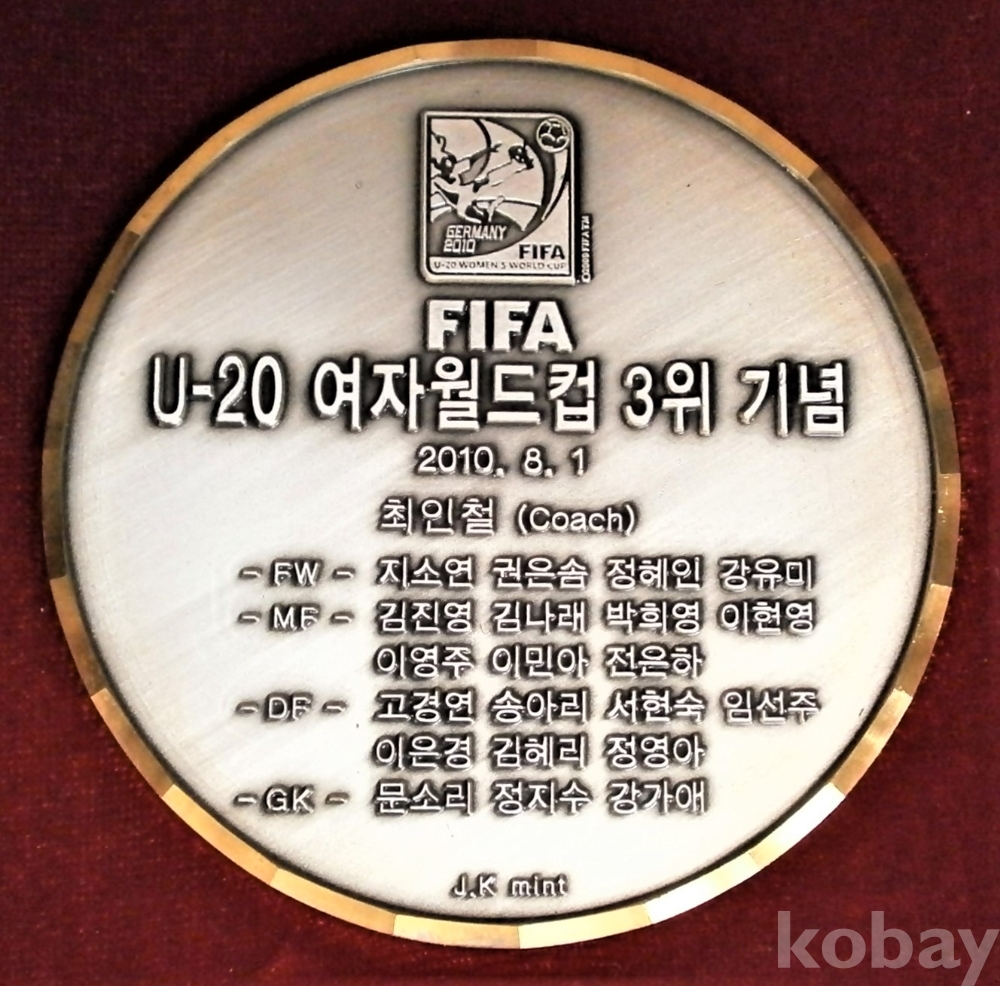 GERMANY
2010
FIFA
U-20 WOMEN'S WORLD CUP
FIFA
U-20 여자월드컵 3위 기념
2010. 8. 1
최인철 (Coach)
- FW - 지소연 권은솜 정혜인 강유미
- MF - 김진영 김나래 박희영 이현영
이영주 이민아 전은하
- DF - 고경연 송아리 서현숙 임선주
이은경 김혜리 정영아
- GK - 문소리 정지수 강가애
J.K mint
kobay